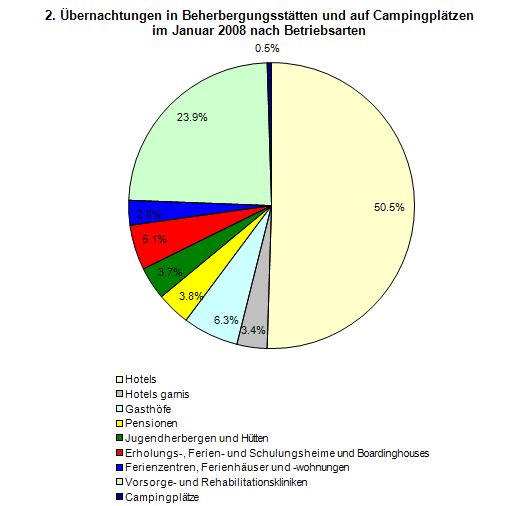 2. Übernachtungen in Beherbergungsstätten und auf Campingplätzen
im Januar 2008 nach Betriebsarten
0.5%
23.9%
50.5%
2.8%
5.1%
3.7%
3.8%
6.3%
3.4%
Hotels
Hotels garnis
Gasthöfe
Pensionen
Jugendherbergen und Hütten
Erholungs-, Ferien- und Schulungsheime und Boardinghouses
Ferienzentren, Ferienhäuser und -wohnungen
Vorsorge- und Rehabilitationskliniken
Campingplätze